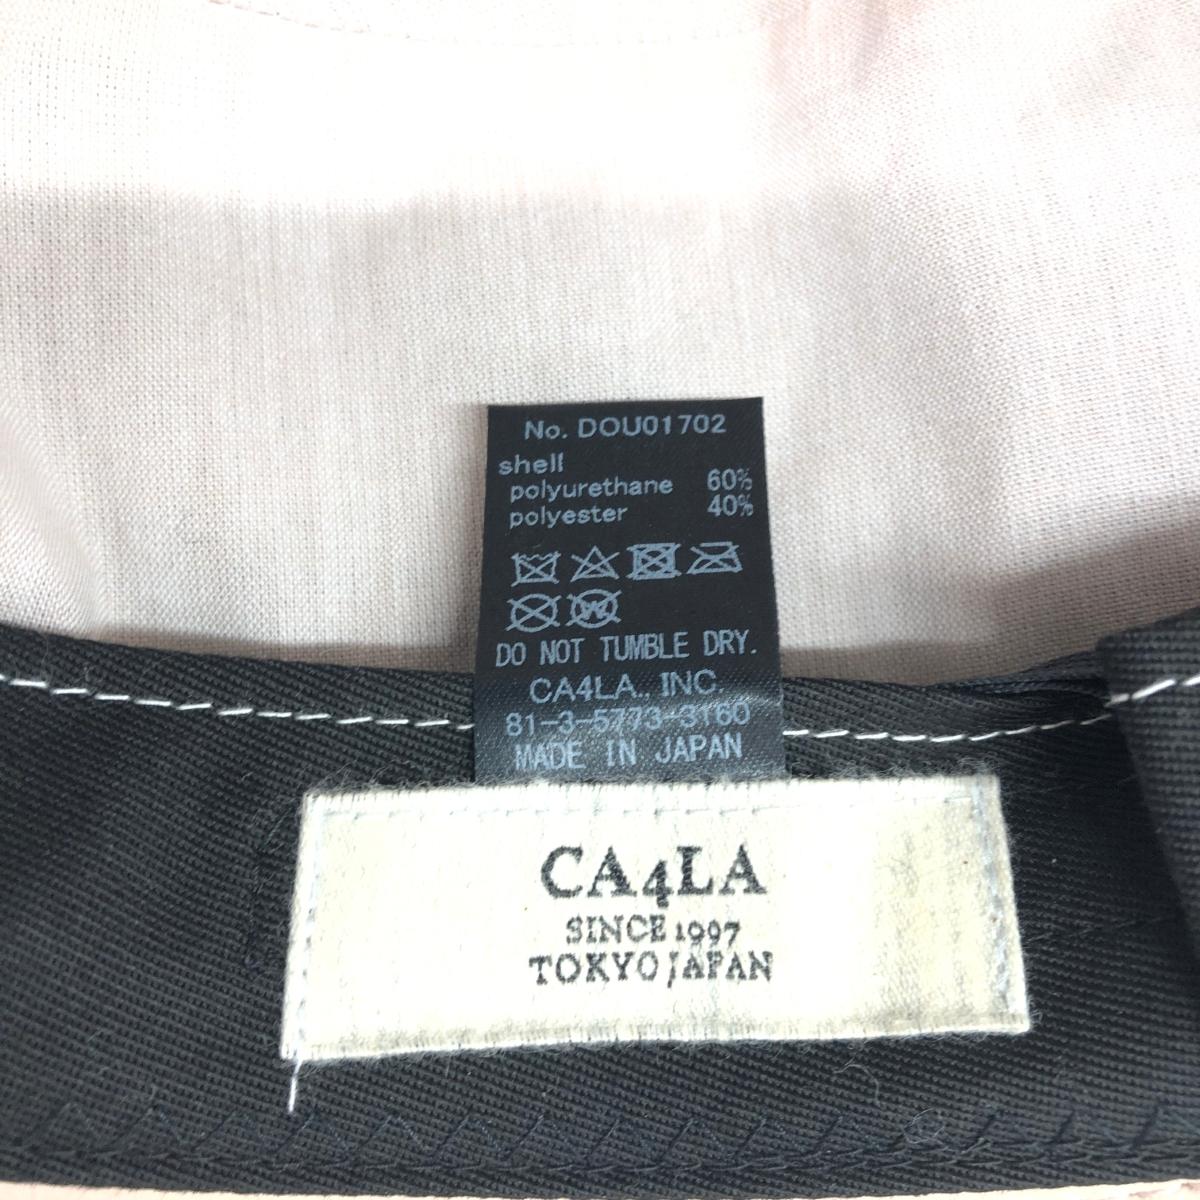 No. DOU01702
shell
polyurethane 60%
polyester 40%
W
DO NOT TUMBLE DRY.
CA4LA., INC.
81-3-5773-3160
MADE IN JAPAN
CA4LA
SINCE 1997
TOKYO JAPAN